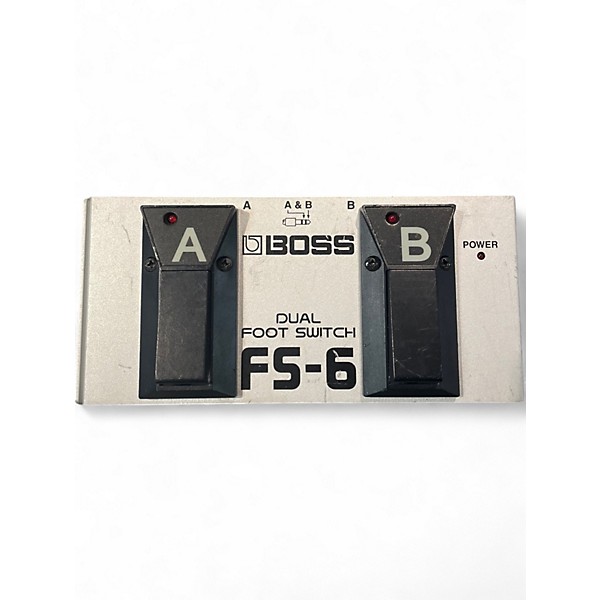 A A & B B
A B
BOSS
POWER
DUAL
FOOT SWITCH
FS-6